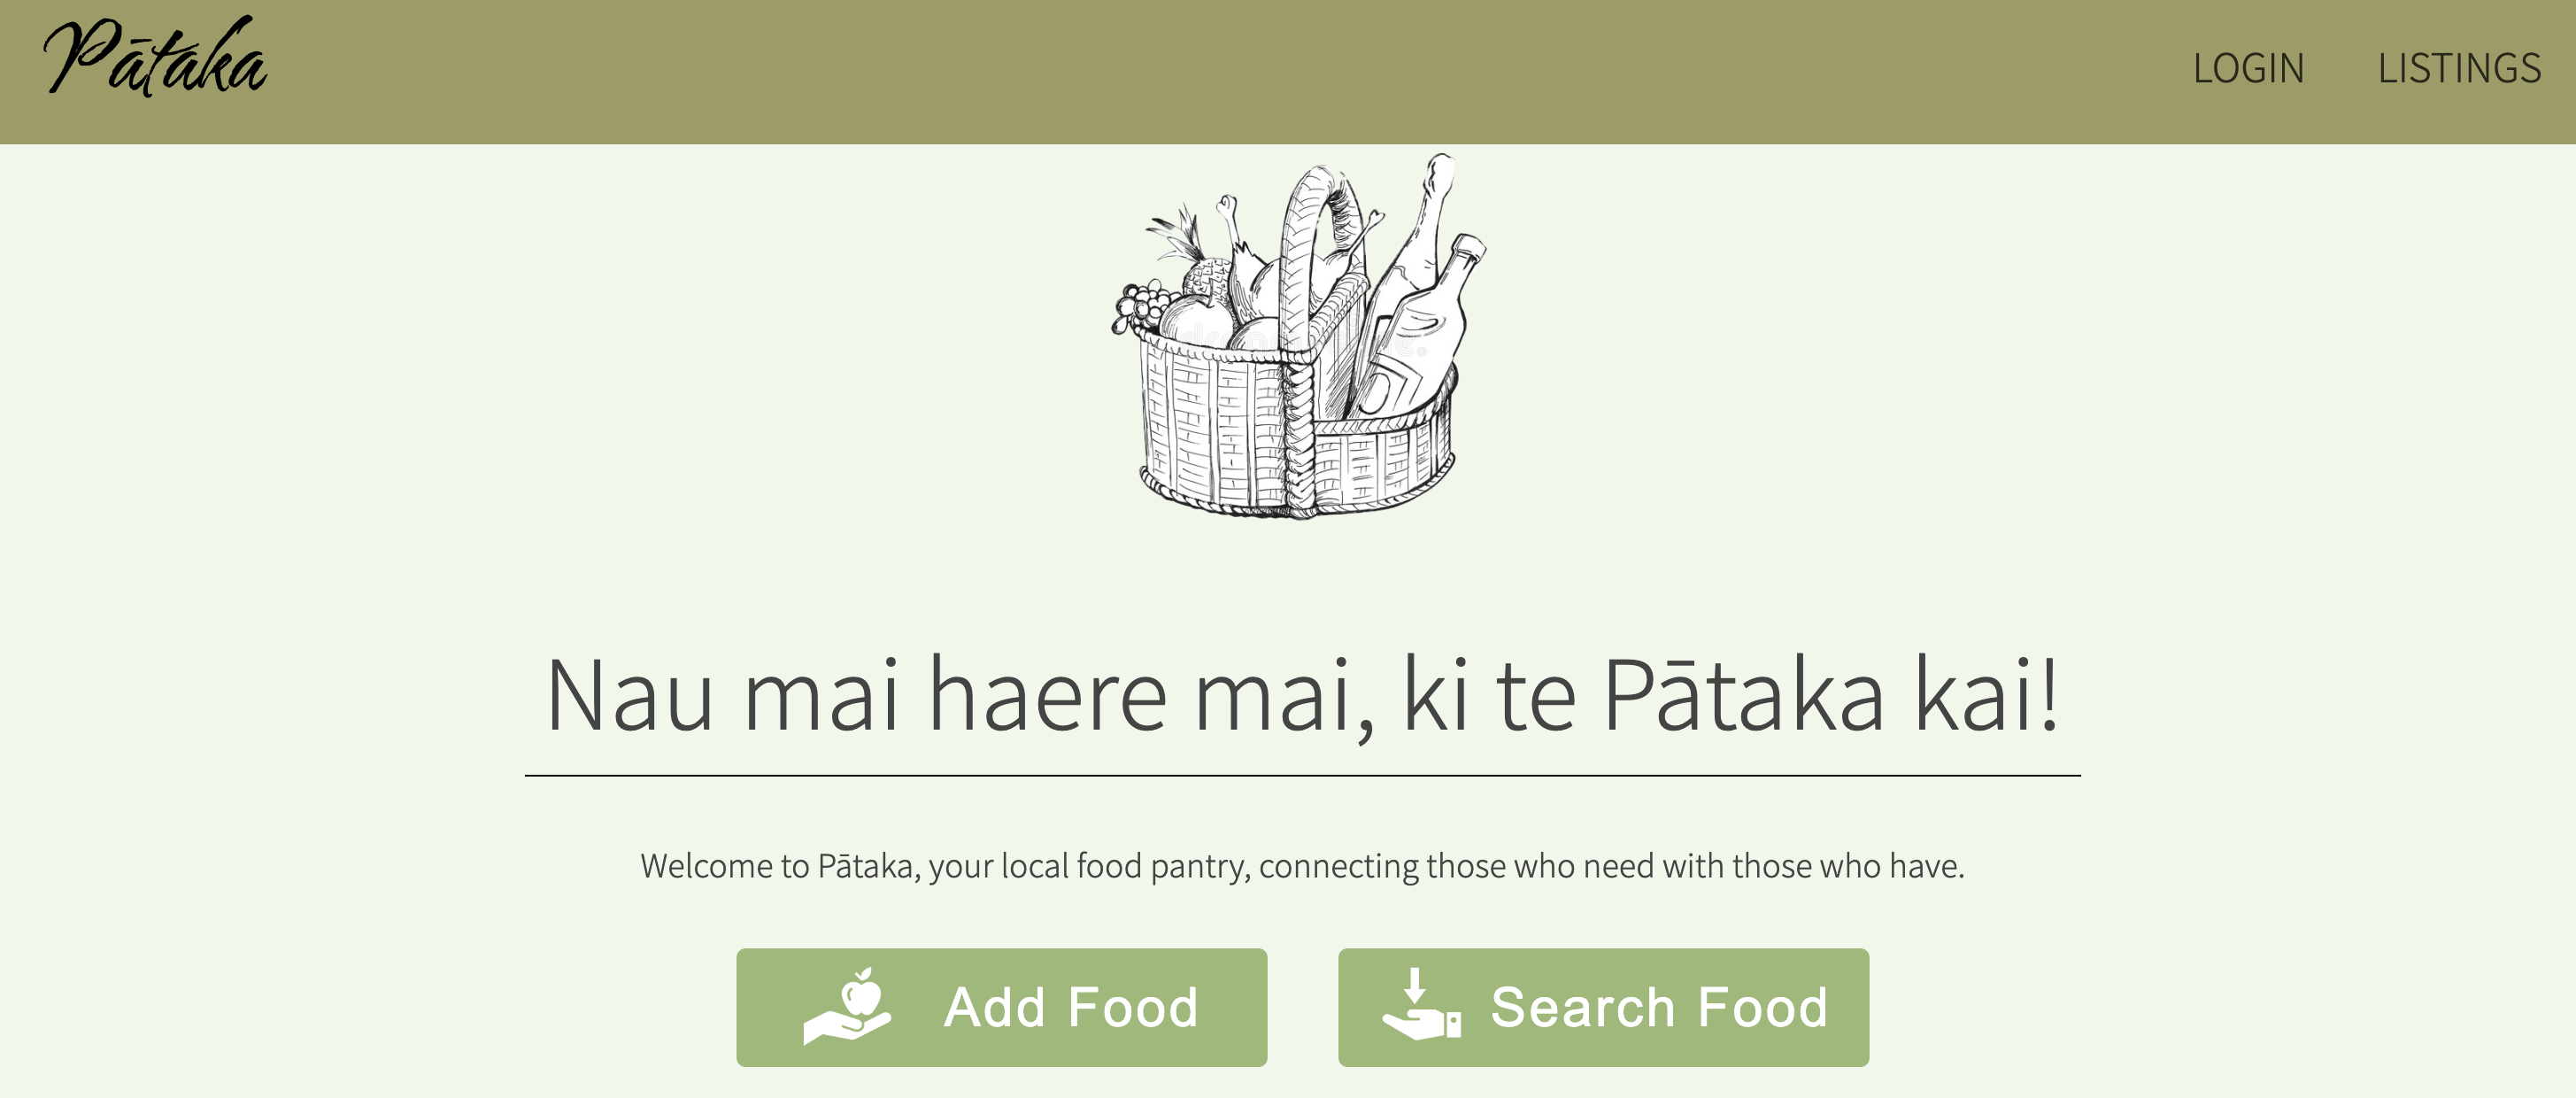 Pātaka
LOGIN LISTINGS
Nau mai haere mai, ki te Pātaka kai!
Welcome to Pātaka, your local food pantry, connecting those who need with those who have.
Add Food
Search Food